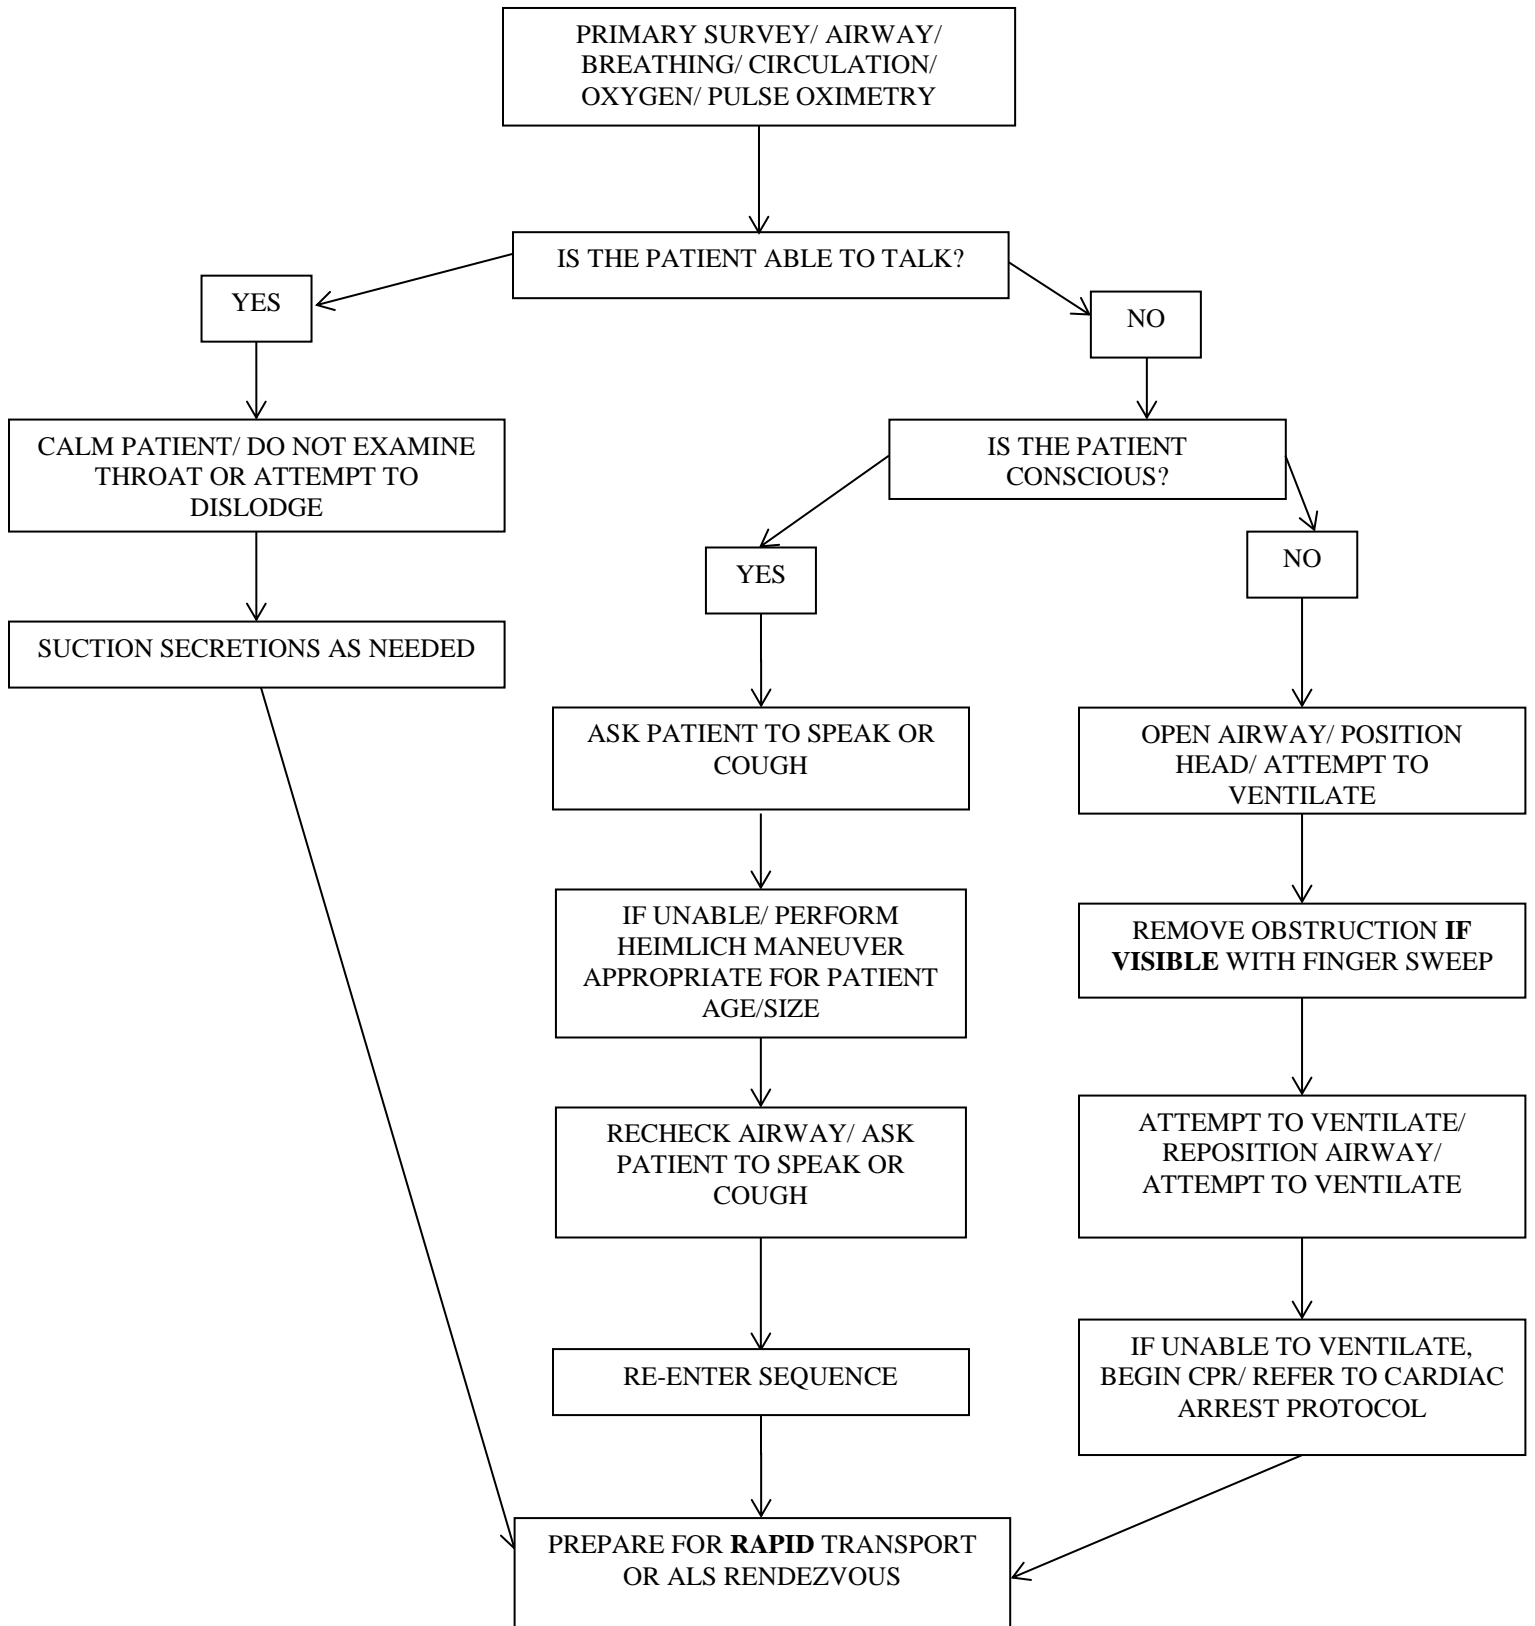 PRIMARY SURVEY/ AIRWAY/
BREATHING/ CIRCULATION/
OXYGEN/ PULSE OXIMETRY
IS THE PATIENT ABLE TO TALK?
YES
NO
CALM PATIENT/ DO NOT EXAMINE
THROAT OR ATTEMPT TO
DISLODGE
IS THE PATIENT
CONSCIOUS?
SUCTION SECRETIONS AS NEEDED
YES
NO
ASK PATIENT TO SPEAK OR
COUGH
IF UNABLE/ PERFORM
HEIMLICH MANEUVER
APPROPRIATE FOR PATIENT
AGE/SIZE
RECHECK AIRWAY/ ASK
PATIENT TO SPEAK OR
COUGH
RE-ENTER SEQUENCE
OPEN AIRWAY/ POSITION
HEAD/ ATTEMPT TO
VENTILATE
REMOVE OBSTRUCTION IF
VISIBLE WITH FINGER SWEEP
ATTEMPT TO VENTILATE/
REPOSITION AIRWAY/
ATTEMPT TO VENTILATE
IF UNABLE TO VENTILATE,
BEGIN CPR/ REFER TO CARDIAC
ARREST PROTOCOL
PREPARE FOR RAPID TRANSPORT
OR ALS RENDEZVOUS